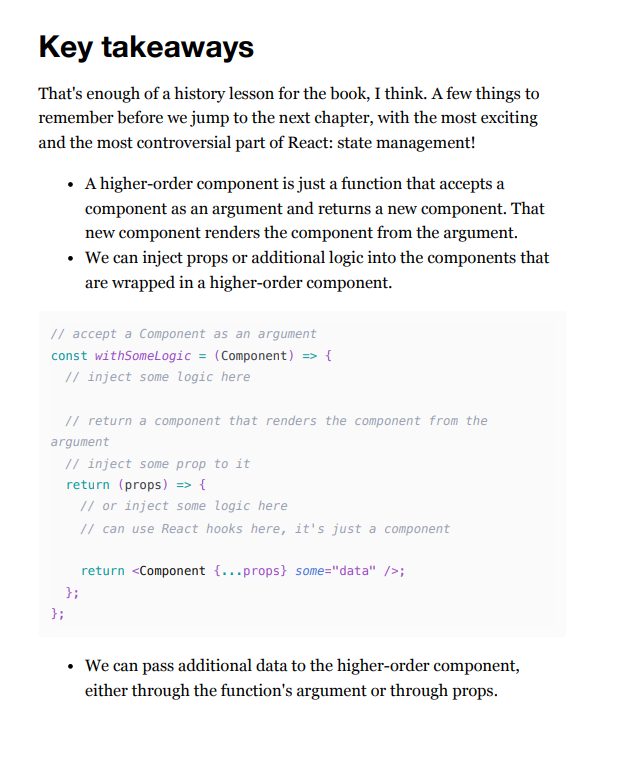 Key takeaways
That's enough of a history lesson for the book, I think. A few things to
remember before we jump to the next chapter, with the most exciting
and the most controversial part of React: state management!
• A higher-order component is just a function that accepts a
component as an argument and returns a new component. That
new component renders the component from the argument.
• We can inject props or additional logic into the components that
are wrapped in a higher-order component.
// accept a Component as an argument
const withSomeLogic = (Component) => {
  // inject some logic here
  // return a component that renders the component from the
argument
  // inject some prop to it
  return (props) => {
    // or inject some logic here
    // can use React hooks here, it's just a component
    return <Component {...props} some="data" />;
  };
};
• We can pass additional data to the higher-order component,
either through the function's argument or through props.